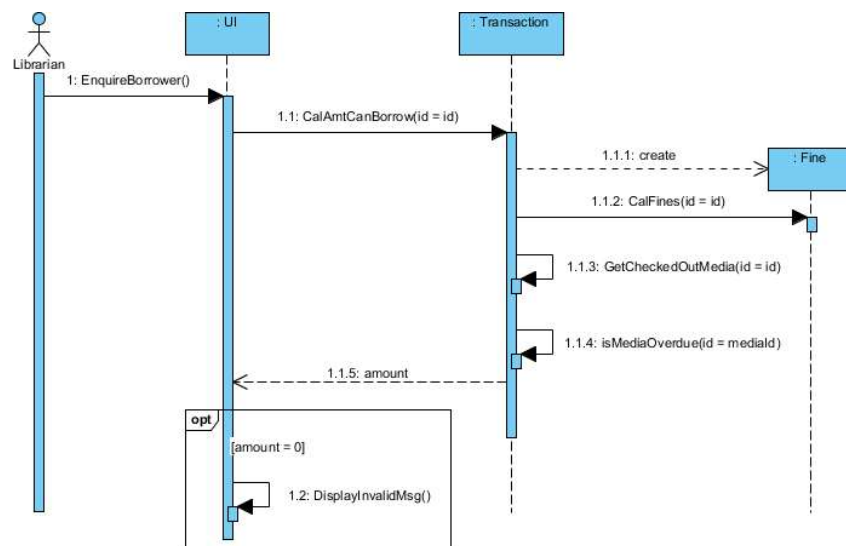 : UI
: Transaction
Librarian
1: EnquireBorrower()
1.1: CalAmtCanBorrow(id = id)
1.1.1: create
: Fine
1.1.2: CalFines(id = id)
1.1.3: GetCheckedOutMedia(id = id)
1.1.4: isMediaOverdue(id = mediaId)
1.1.5: amount
opt
[amount = 0]
1.2: DisplayInvalidMsg()